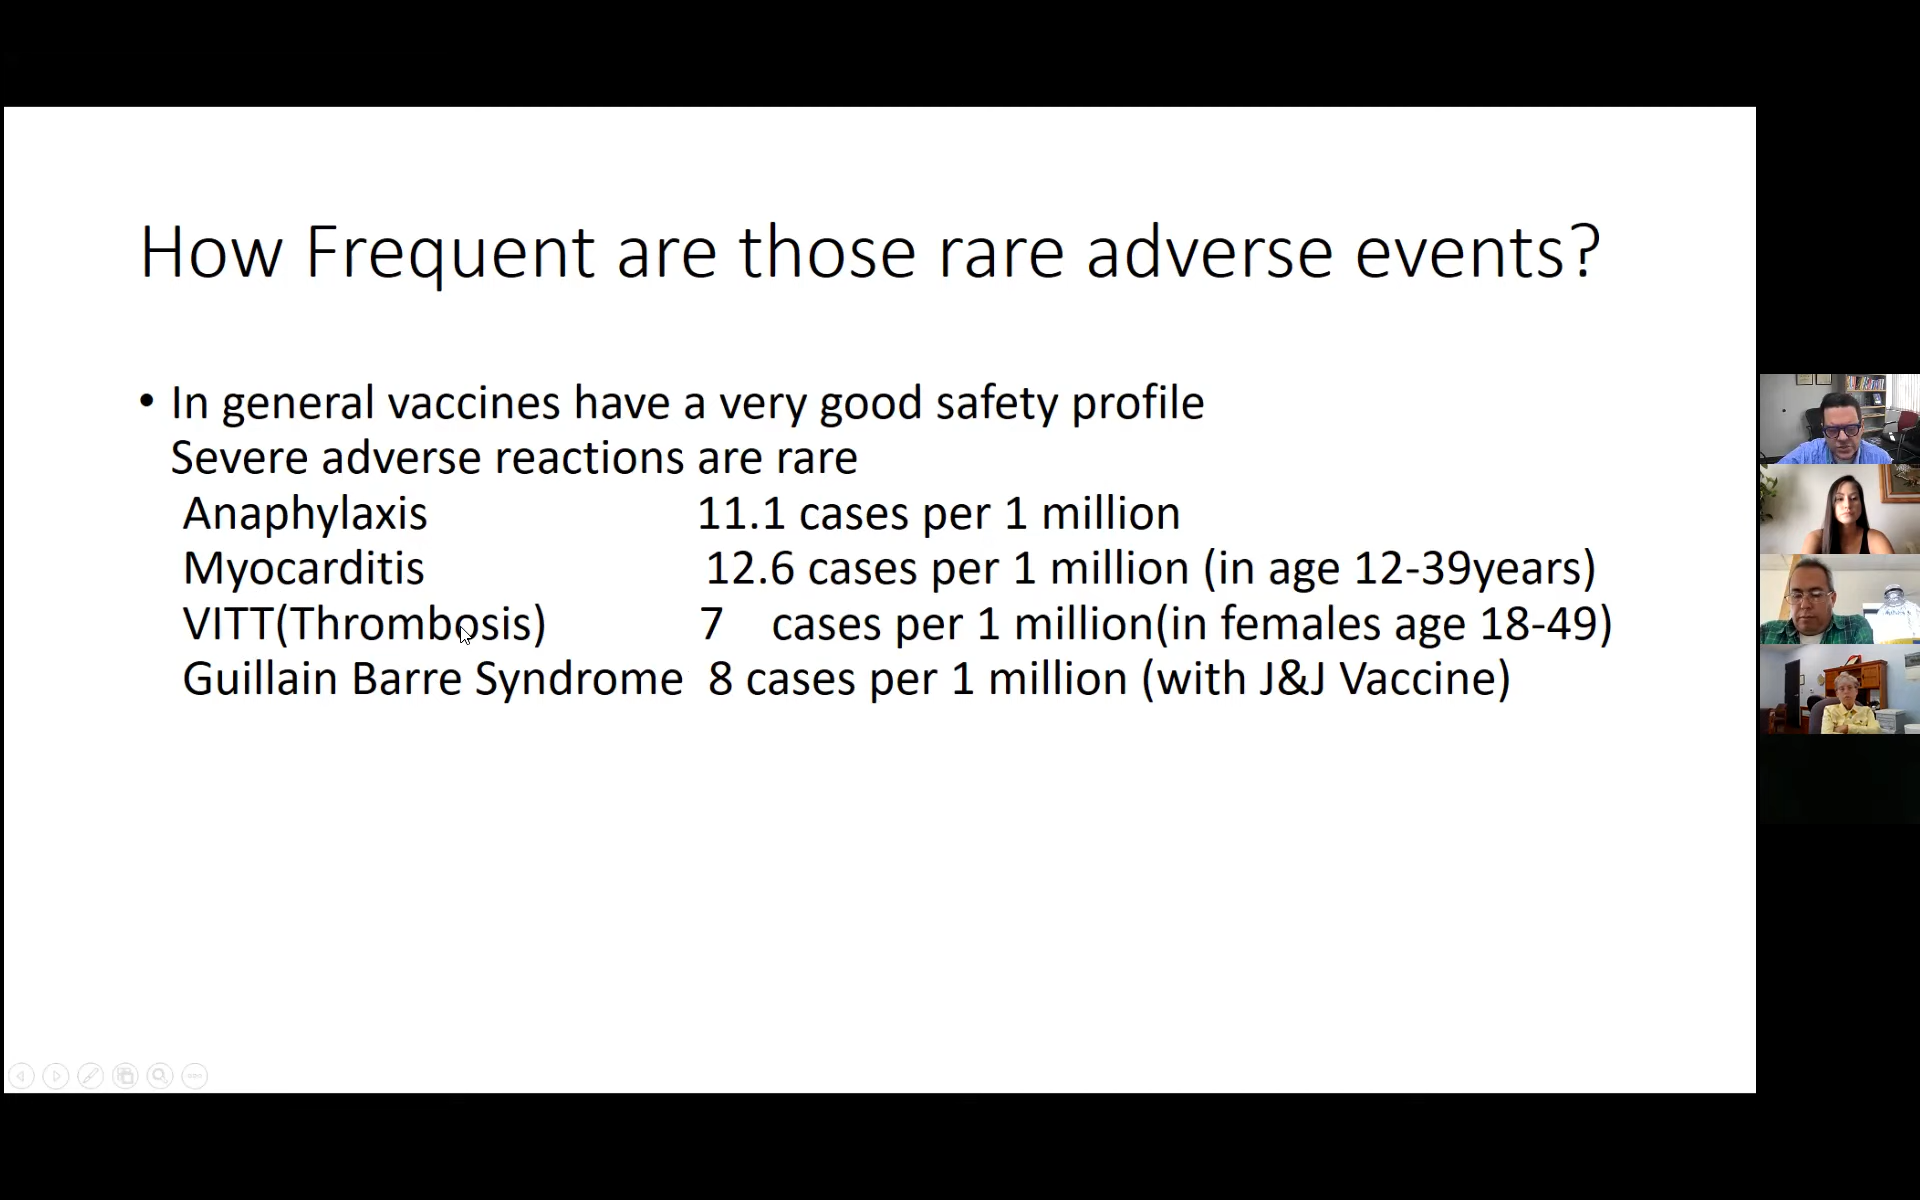 How Frequent are those rare adverse events?
• In general vaccines have a very good safety profile
Severe adverse reactions are rare
Anaphylaxis 11.1 cases per 1 million
Myocarditis 12.6 cases per 1 million (in age 12-39years)
VITT(Thrombosis) 7 cases per 1 million(in females age 18-49)
Guillain Barre Syndrome 8 cases per 1 million (with J&J Vaccine)